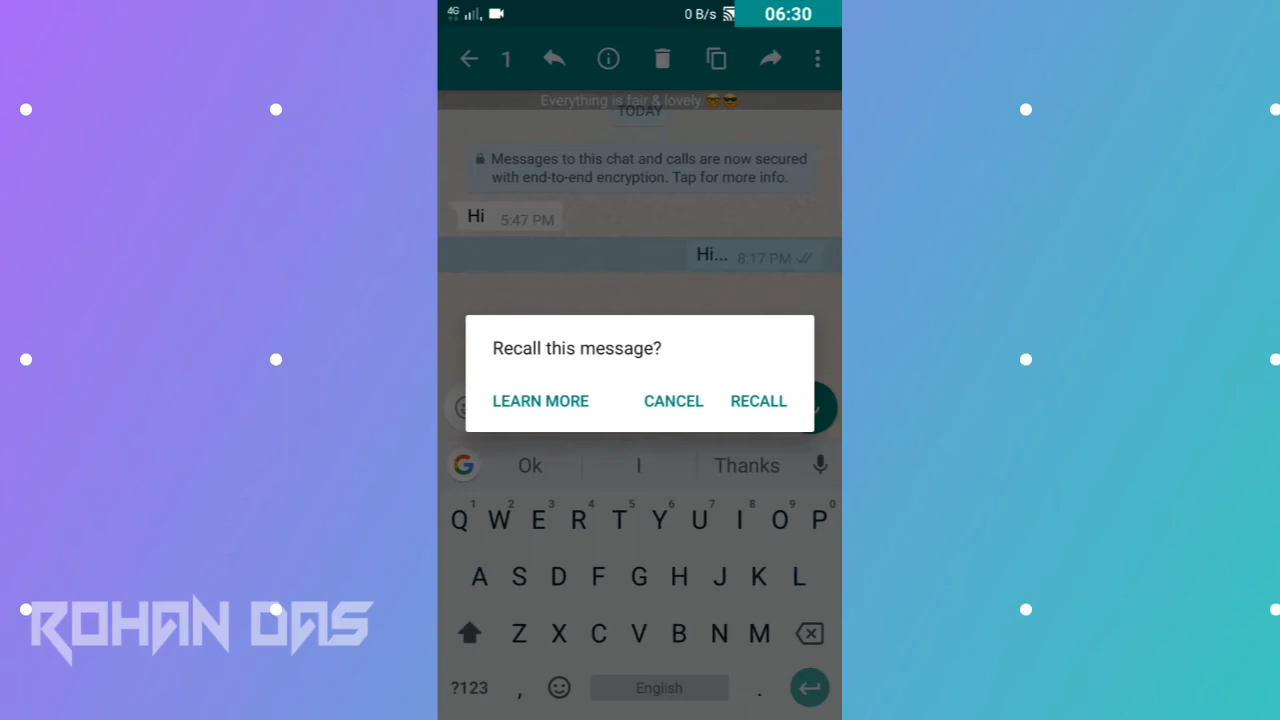 4G 0 B/s 06:30
1
Everything is fair & lovely
TODAY
Messages to this chat and calls are now secured
with end-to-end encryption. Tap for more info.
Hi 5:47 PM
Hi... 8:17 PM
Recall this message?
LEARN MORE CANCEL RECALL
G Ok I Thanks
1 2 3 4 5 6 7 8 9 0
Q W E R T Y U I O P
A S D F G H J K L
Z X C V B N M
?123 , English .
ROHAN DAS